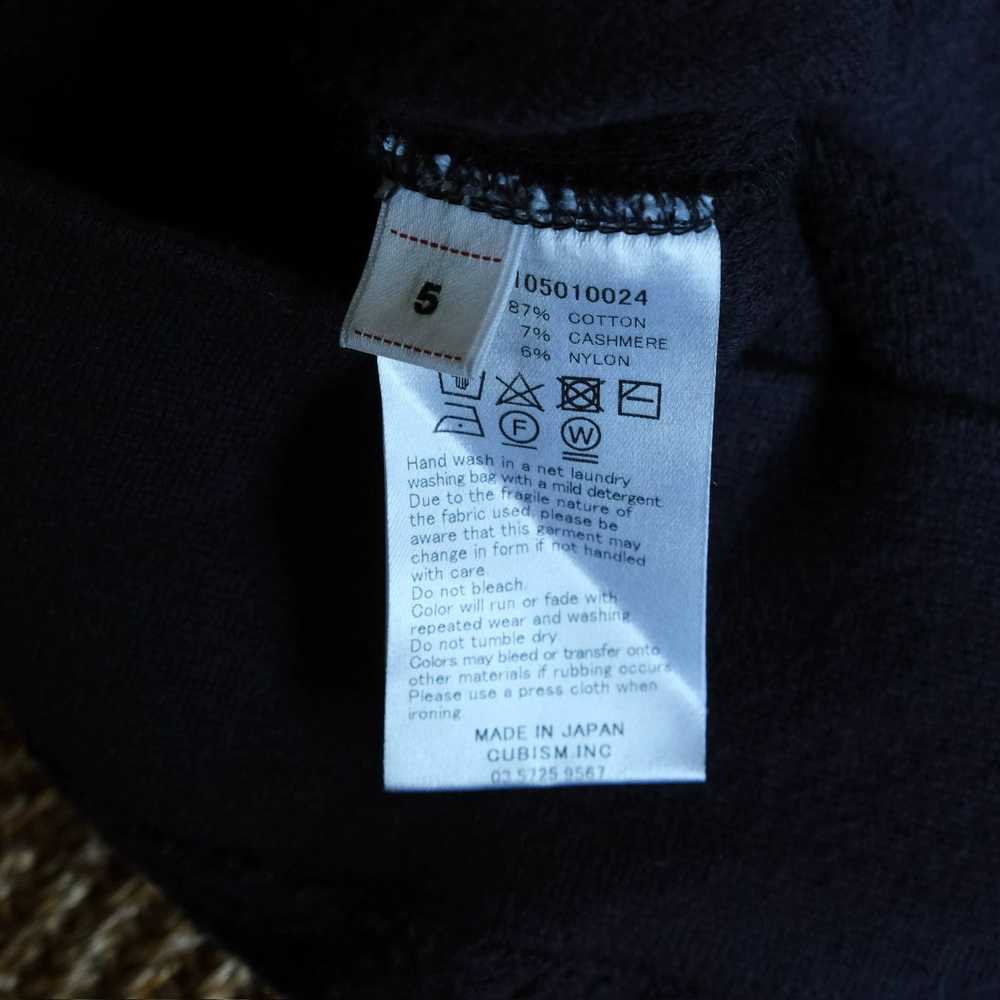 5
105010024
87% COTTON
7% CASHMERE
6% NYLON
F
W
Hand wash in a net laundry
washing bag with a mild detergent.
Due to the fragile nature of
the fabric used, please be
aware that this garment may
change in form if not handled
with care.
Do not bleach.
Color will run or fade with
repeated wear and washing.
Do not tumble dry
Colors may bleed or transfer onto
other materials if rubbing occurs.
Please use a press cloth when
ironing.
MADE IN JAPAN
CUBISM.INC
03 5725 9567